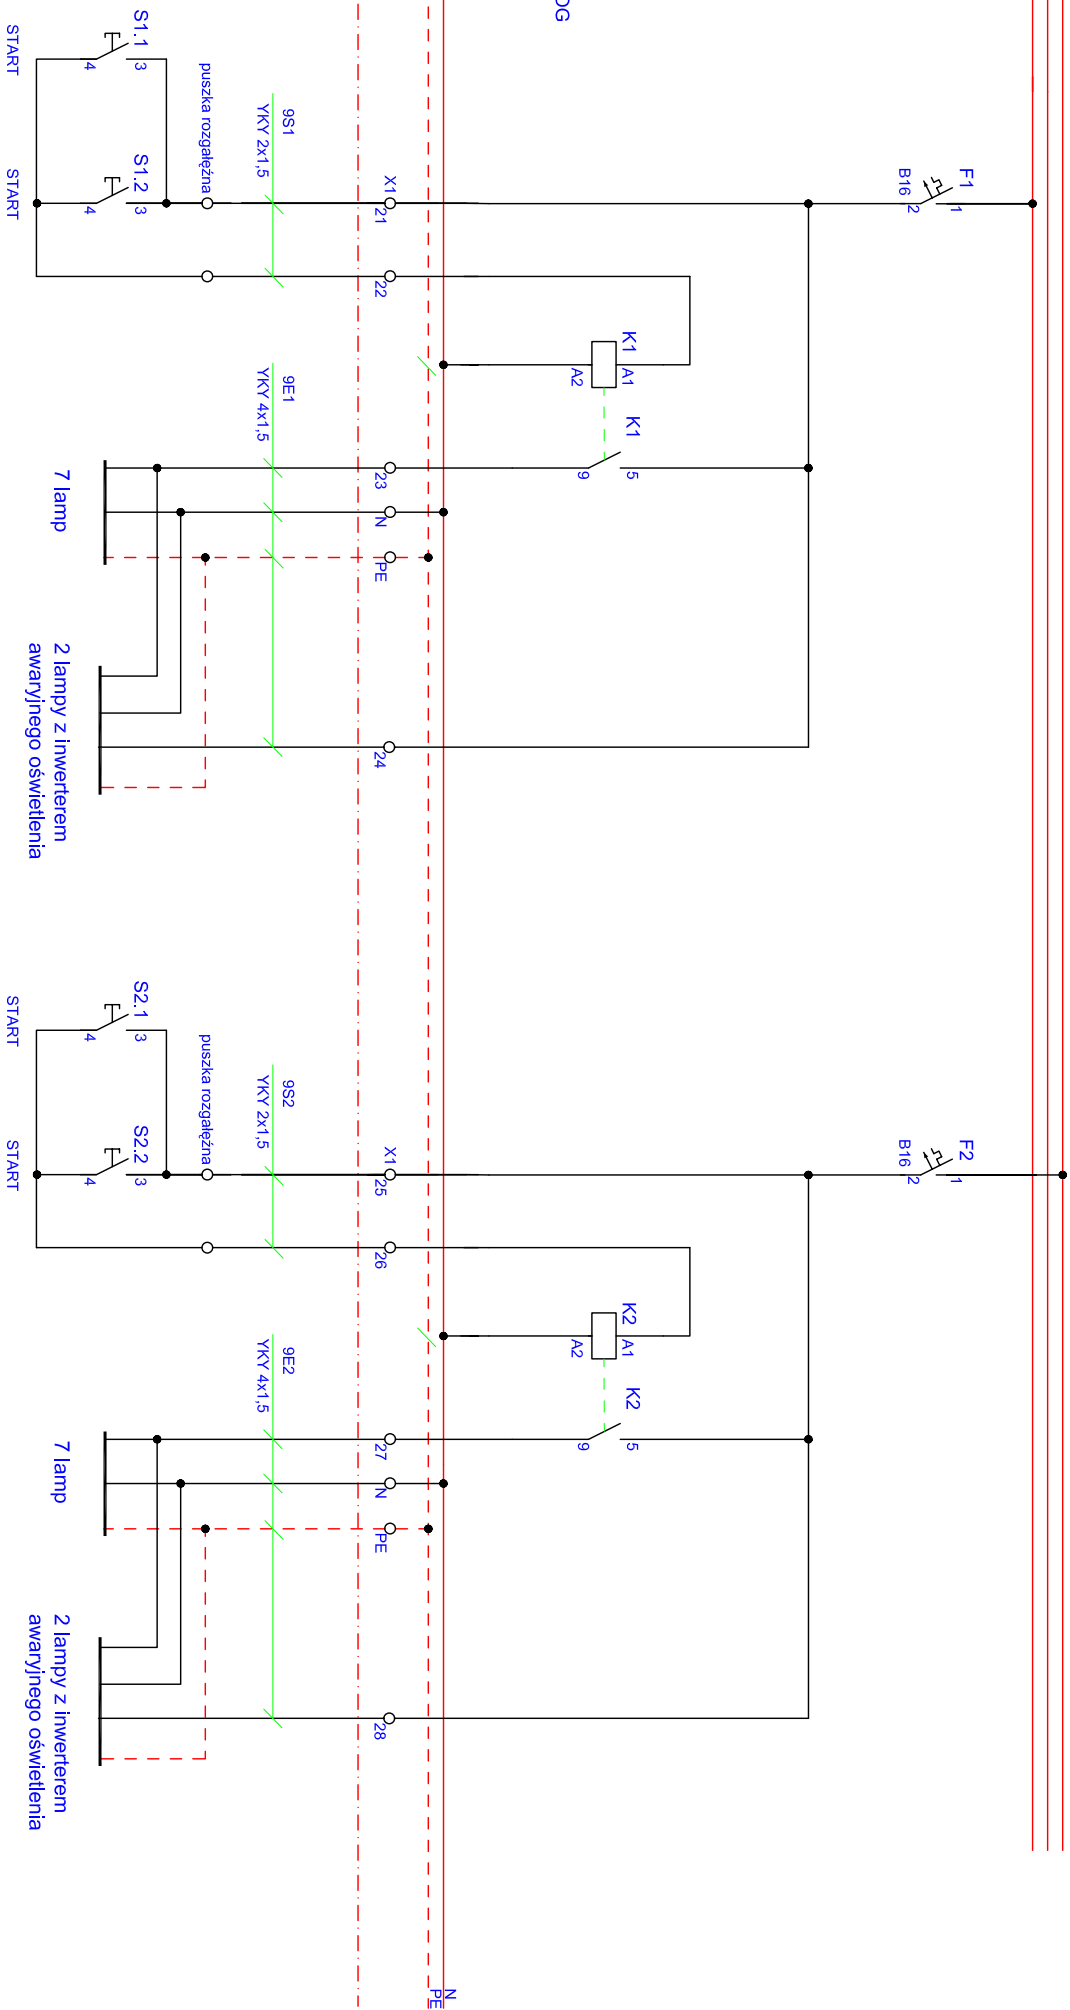 DG
F1
1
2
B16
S1.1
3
4
START
S1.2
3
4
START
puszka rozgałęźna
9S1
YKY 2x1,5
X1
21
22
K1
A1
A2
K1
5
9
9E1
YKY 4x1,5
23
N
PE
24
7 lamp
2 lampy z inwerterem
awaryjnego oświetlenia
F2
1
2
B16
S2.1
3
4
START
S2.2
3
4
START
puszka rozgałęźna
9S2
YKY 2x1,5
X1
25
26
K2
A1
A2
K2
5
9
9E2
YKY 4x1,5
27
N
PE
28
7 lamp
2 lampy z inwerterem
awaryjnego oświetlenia
N
PE